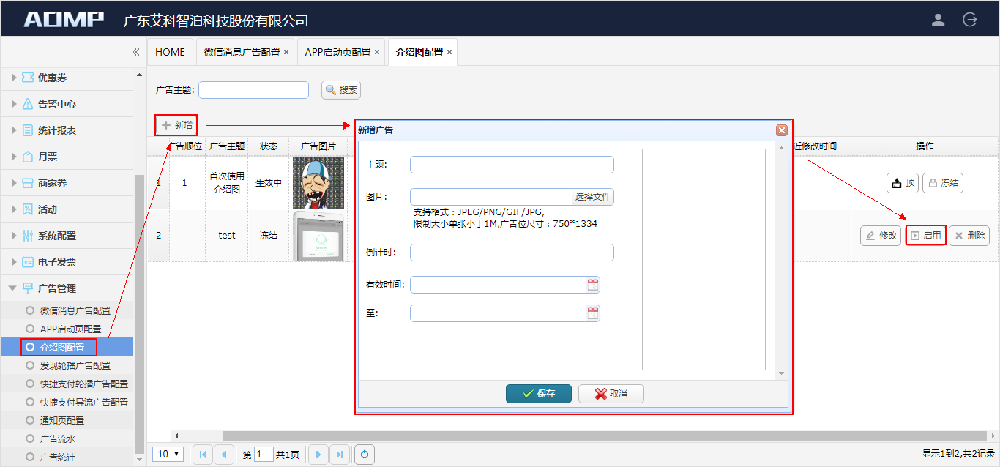 AOMP 广东艾科智泊科技股份有限公司
HOME 微信消息广告配置 × APP启动页配置 × 介绍图配置 ×
优惠券
告警中心
统计报表
月票
商家券
活动
系统配置
电子发票
广告管理
微信消息广告配置
APP启动页配置
介绍图配置
发现轮播广告配置
快捷支付轮播广告配置
快捷支付导流广告配置
通知页配置
广告流水
广告统计
广告主题: 搜索
新增
广告顺位 广告主题 状态 广告图片 近修改时间 操作
1 1 首次使用介绍图 生效中 顶 冻结
2 test 冻结 修改 启用 删除
新增广告
主题:
图片: 选择文件
支持格式：JPEG/PNG/GIF/JPG,
限制大小单张小于1M,广告位尺寸：750*1334
倒计时:
有效时间:
至:
保存 取消
10 第 1 共1页 显示1到2,共2记录